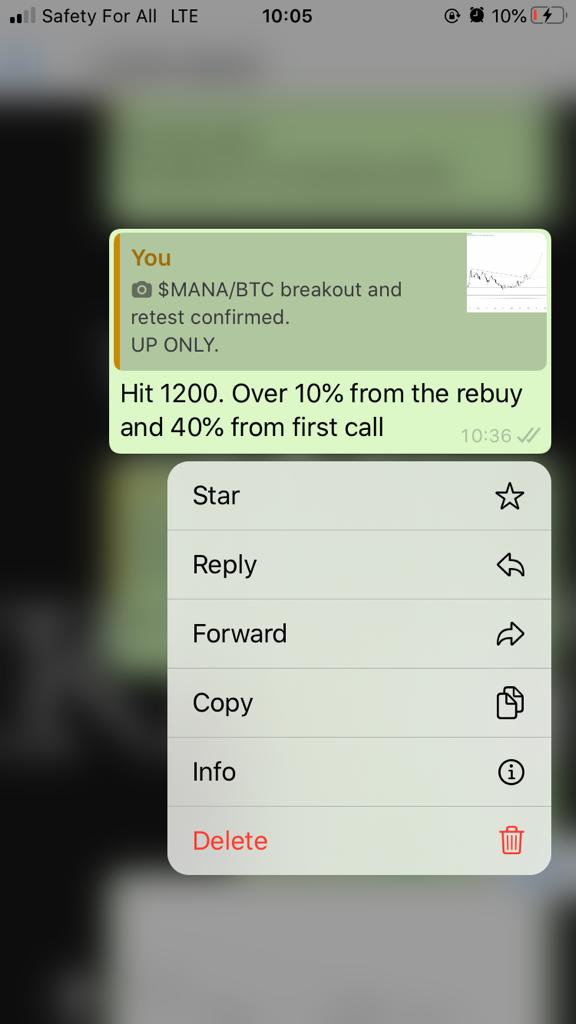 Safety For All LTE 10:05 10%
You
$MANA/BTC breakout and
retest confirmed.
UP ONLY.
Hit 1200. Over 10% from the rebuy
and 40% from first call
10:36
Star
Reply
Forward
Copy
Info
Delete